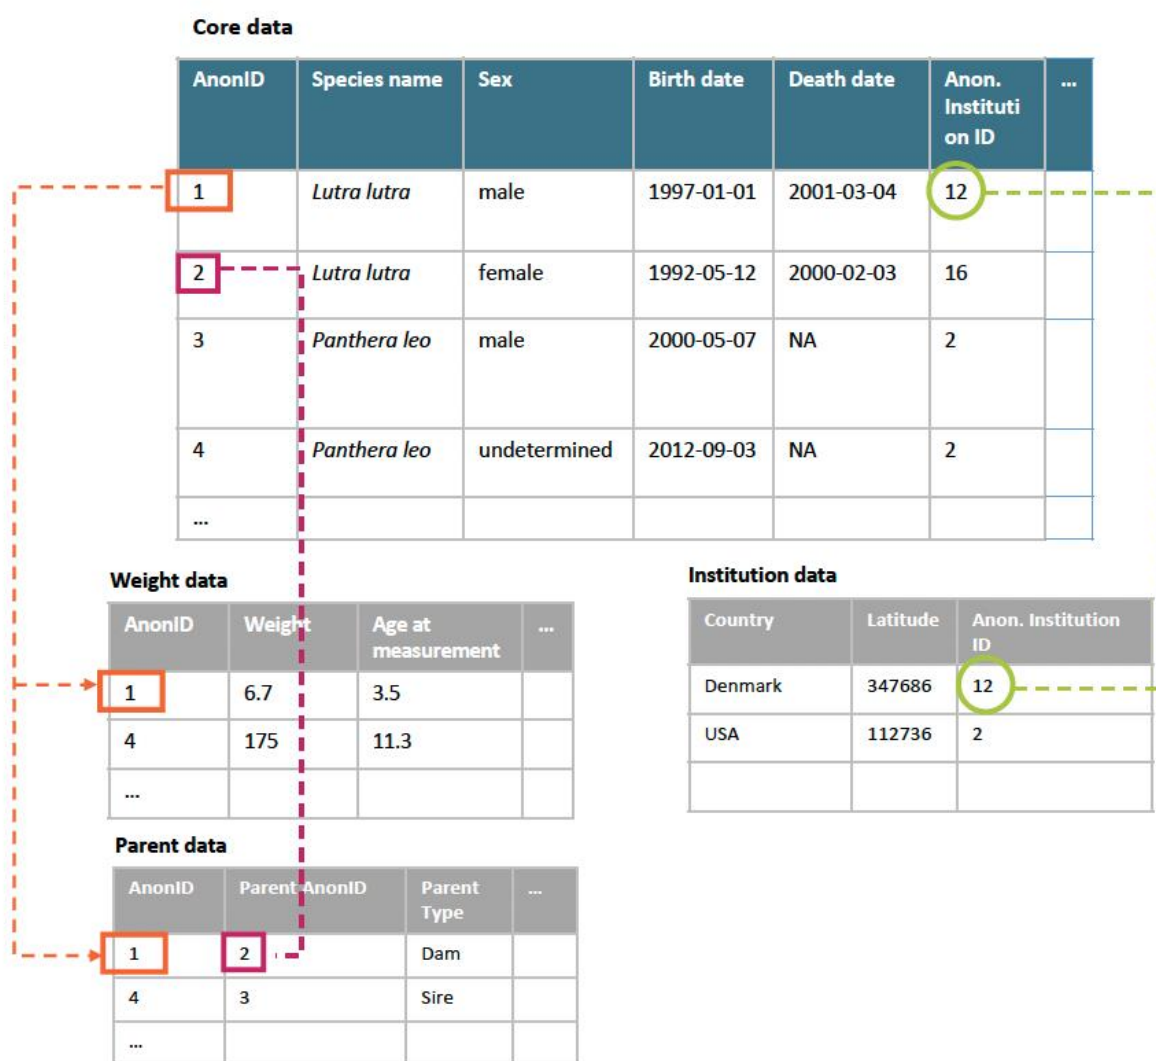 Core data
AnonID Species name Sex Birth date Death date Anon. ...
Instituti
on ID
1 Lutra lutra male 1997-01-01 2001-03-04 12
2 Lutra lutra female 1992-05-12 2000-02-03 16
3 Panthera leo male 2000-05-07 NA 2
4 Panthera leo undetermined 2012-09-03 NA 2
...
Weight data
AnonID Weight Age at ...
measurement
1 6.7 3.5
4 175 11.3
...
Institution data
Country Latitude Anon. Institution
ID
Denmark 347686 12
USA 112736 2
Parent data
AnonID Parent AnonID Parent ...
Type
1 2 Dam
4 3 Sire
...